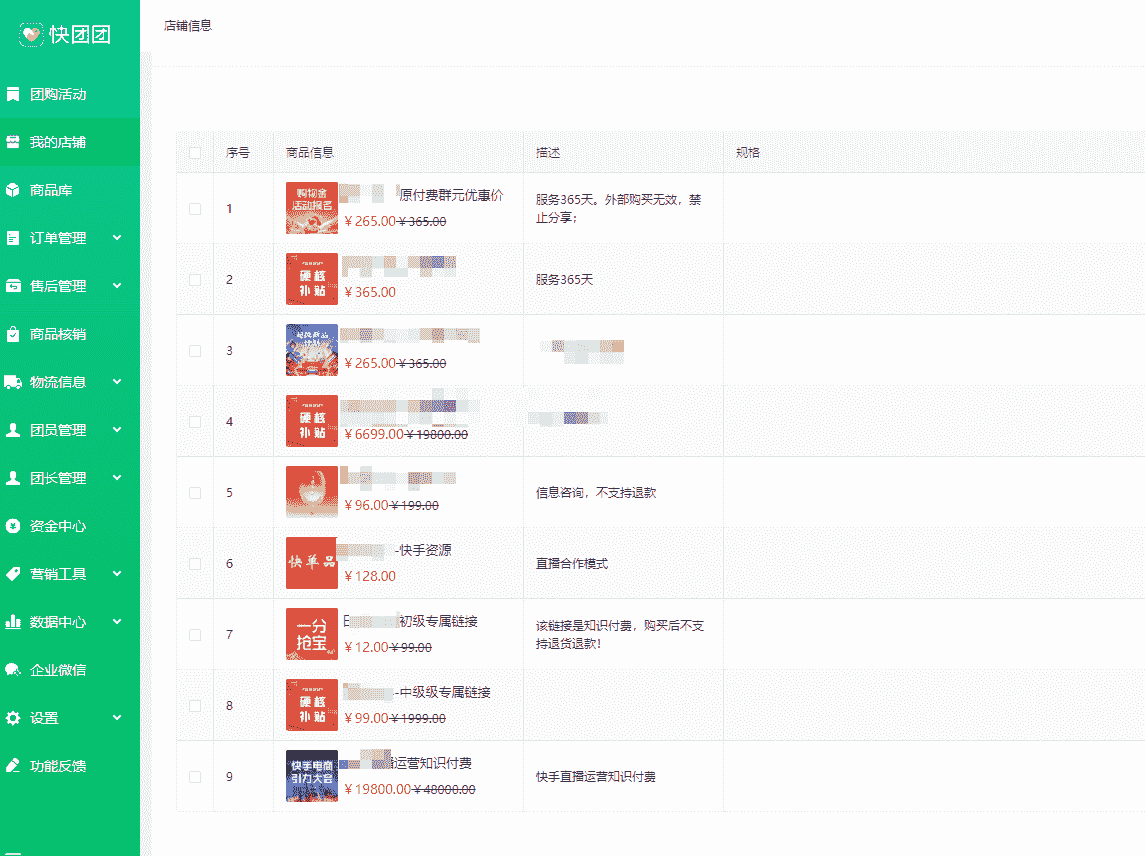 快团团
店铺信息
团购活动
我的店铺
商品库
订单管理
售后管理
商品核销
物流信息
团员管理
团长管理
资金中心
营销工具
数据中心
企业微信
设置
功能反馈
序号 商品信息 描述 规格
1
购物金
活动报名
原付费群元优惠价
¥265.00 ¥365.00
服务365天。外部购买无效，禁
止分享；
2
硬核
补贴
¥365.00
服务365天
3
¥265.00 ¥365.00
4
硬核
补贴
¥6699.00 ¥19800.00
5
¥96.00 ¥199.00
信息咨询，不支持退款
6
快单品
-快手资源
¥128.00
直播合作模式
7
一分
抢宝
初级专属链接
¥12.00 ¥99.00
该链接是知识付费，购买后不支
持退货退款！
8
硬核
补贴
-中级级专属链接
¥99.00 ¥1999.00
9
快手电商
引力大会
运营知识付费
¥19800.00 ¥48000.00
快手直播运营知识付费